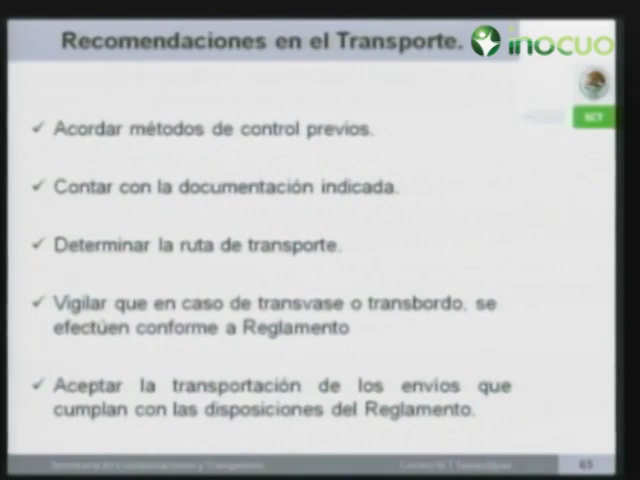 Recomendaciones en el Transporte.
inocuo
SCT
✓ Acordar métodos de control previos.
✓ Contar con la documentación indicada.
✓ Determinar la ruta de transporte.
✓ Vigilar que en caso de transvase o transbordo, se
efectúen conforme a Reglamento
✓ Aceptar la transportación de los envíos que
cumplan con las disposiciones del Reglamento.
65